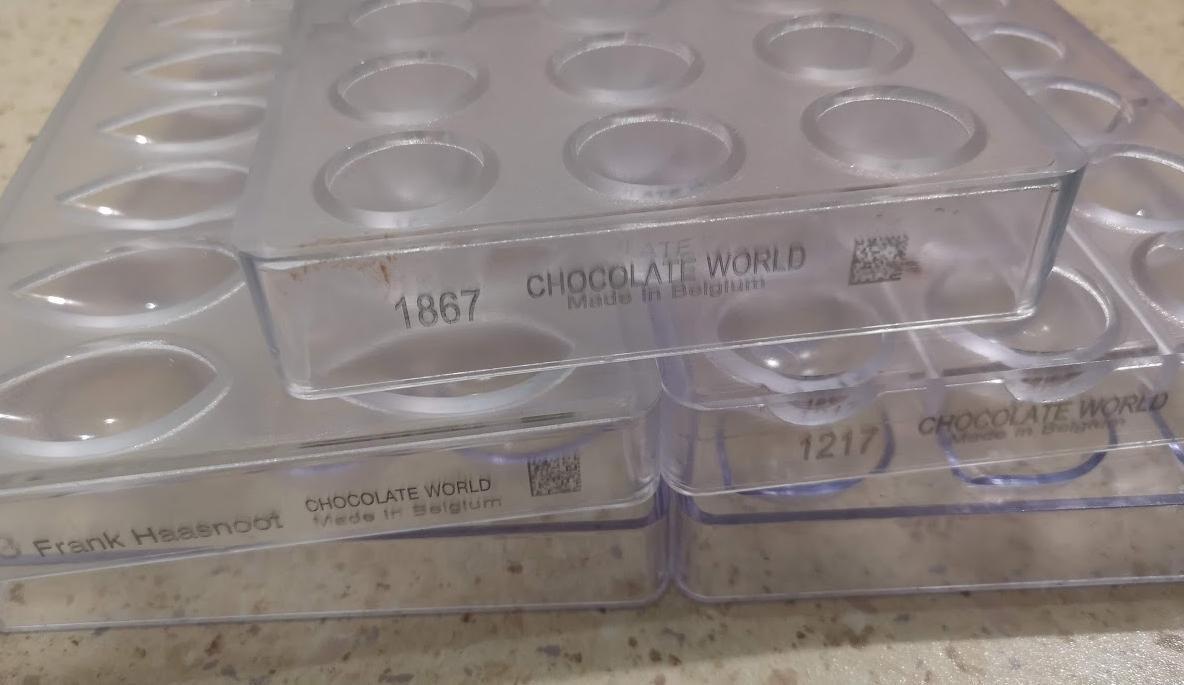 1867
CHOCOLATE WORLD
Made in Belgium
1217
CHOCOLATE WORLD
Made in Belgium
Frank Haasnoot
CHOCOLATE WORLD
Made in Belgium